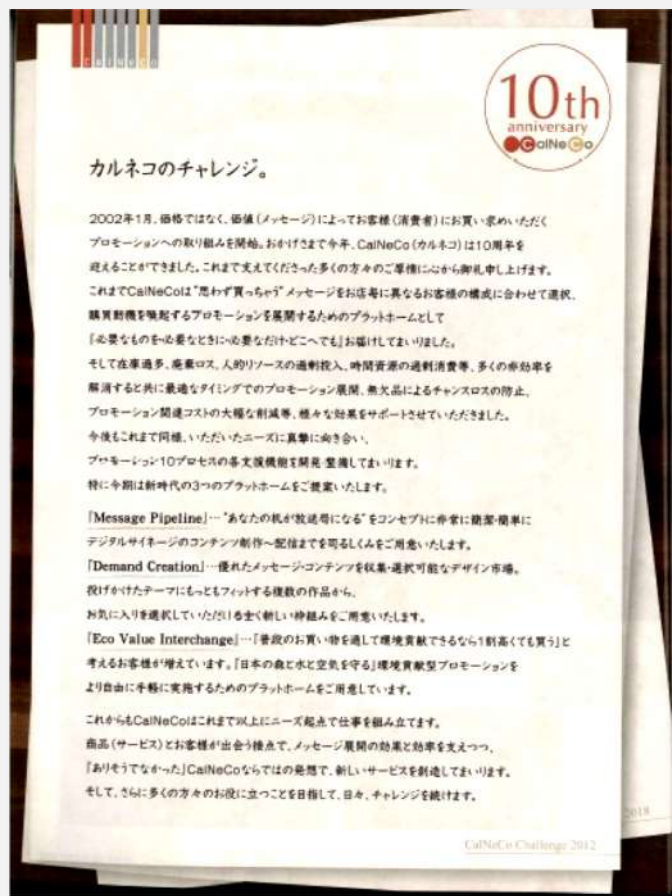 CalNeCo
10th
anniversary
CalNeCo
カルネコのチャレンジ。
2002年1月、価格ではなく、価値（メッセージ）によってお客様（消費者）にお買い求めいただく
プロモーションへの取り組みを開始。おかげさまで今年、CalNeCo（カルネコ）は10周年を
迎えることができました。これまで支えてくださった多くの方々のご厚情に心から御礼申し上げます。
これまでCalNeCoは“思わず買っちゃう”メッセージをお店毎に異なるお客様の構成に合わせて選択、
購買動機を喚起するプロモーションを展開するためのプラットホームとして
『必要なものを・必要なときに・必要なだけ・どこへでも』お届けしてまいりました。
そして在庫過多、廃棄ロス、人的リソースの過剰投入、時間資源の過剰消費等、多くの非効率を
解消すると共に最適なタイミングでのプロモーション展開、無欠品によるチャンスロスの防止、
プロモーション関連コストの大幅な削減等、様々な効果をサポートさせていただきました。
今後もこれまで同様、いただいたニーズに真摯に向き合い、
プロモーション10プロセスの各支援機能を開発・整備してまいります。
特に今期は新時代の3つのプラットホームをご提案いたします。
『Message Pipeline』…“あなたの机が放送局になる”をコンセプトに非常に簡潔・簡単に
デジタルサイネージのコンテンツ制作〜配信までを司るしくみをご用意いたします。
『Demand Creation』…優れたメッセージ・コンテンツを収集・選択可能なデザイン市場。
投げかけたテーマにもっともフィットする複数の作品から、
お気に入りを選択していただける全く新しい枠組みをご用意いたします。
『Eco Value Interchange』…『普段のお買い物を通して環境貢献できるなら1割高くても買う』と
考えるお客様が増えています。『日本の森と水と空気を守る』環境貢献型プロモーションを
より自由に手軽に実施するためのプラットホームをご用意しています。
これからもCalNeCoはこれまで以上にニーズ起点で仕事を組み立てます。
商品（サービス）とお客様が出会う接点で、メッセージ展開の効果と効率を支えつつ、
『ありそうでなかった』CalNeCoならではの発想で、新しいサービスを創造してまいります。
そして、さらに多くの方々のお役に立つことを目指して、日々、チャレンジを続けます。
2018
CalNeCo Challenge 2012